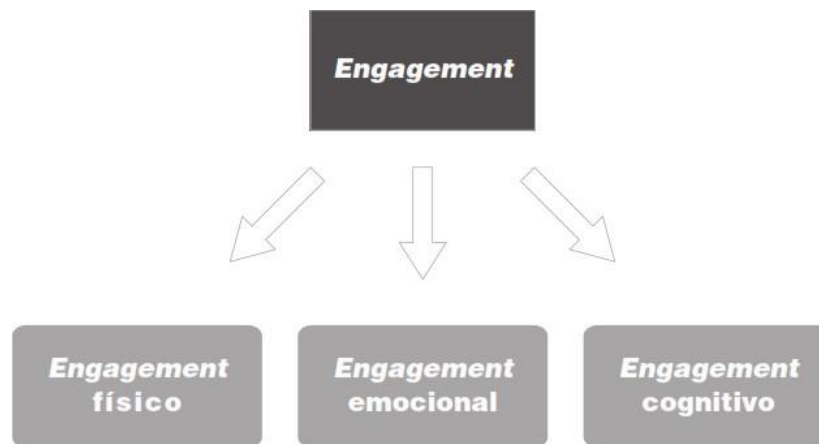 Engagement
Engagement
físico
Engagement
emocional
Engagement
cognitivo